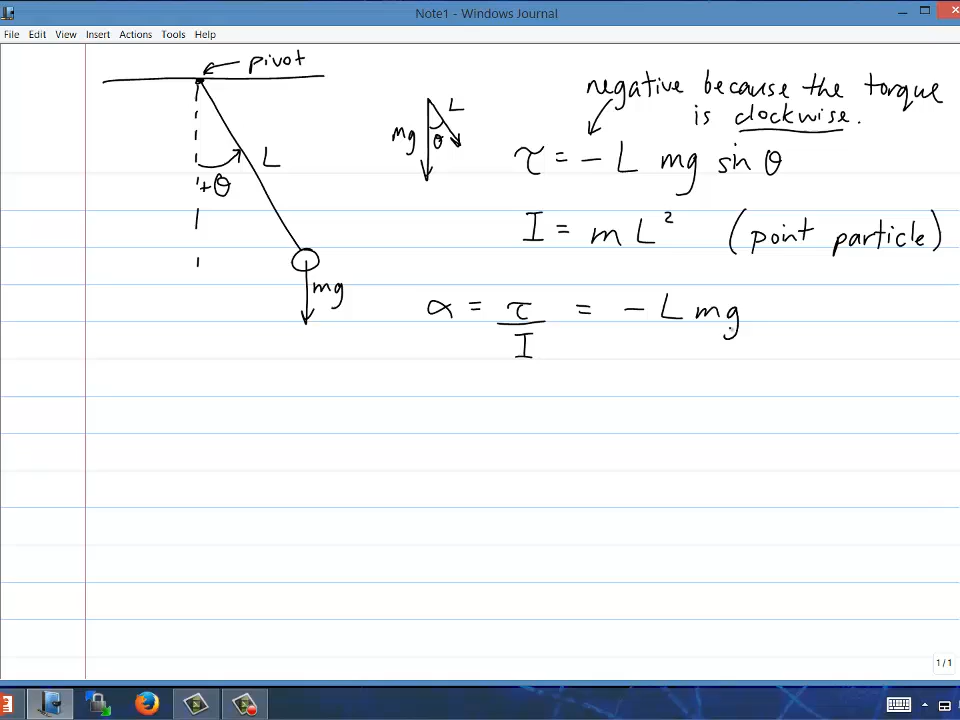 Note1 - Windows Journal
File Edit View Insert Actions Tools Help
pivot
negative because the torque
is clockwise.
L
mg
θ
τ = - L mg sin θ
+θ
L
I = m L² (point particle)
mg
α = τ / I = - L mg
1/1